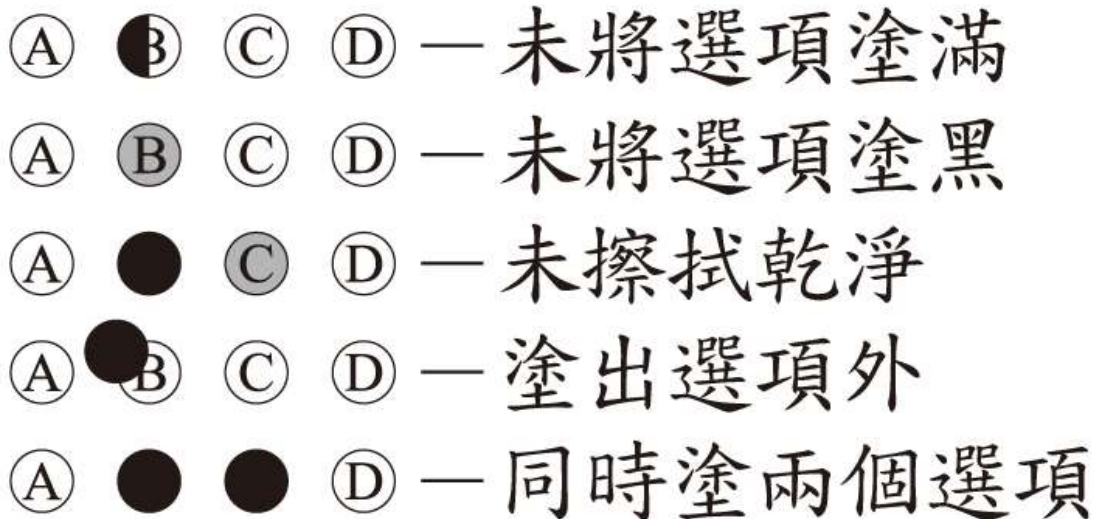 A B C D — 未將選項塗滿
A B C D — 未將選項塗黑
A C D — 未擦拭乾淨
A B C D — 塗出選項外
A D — 同時塗兩個選項